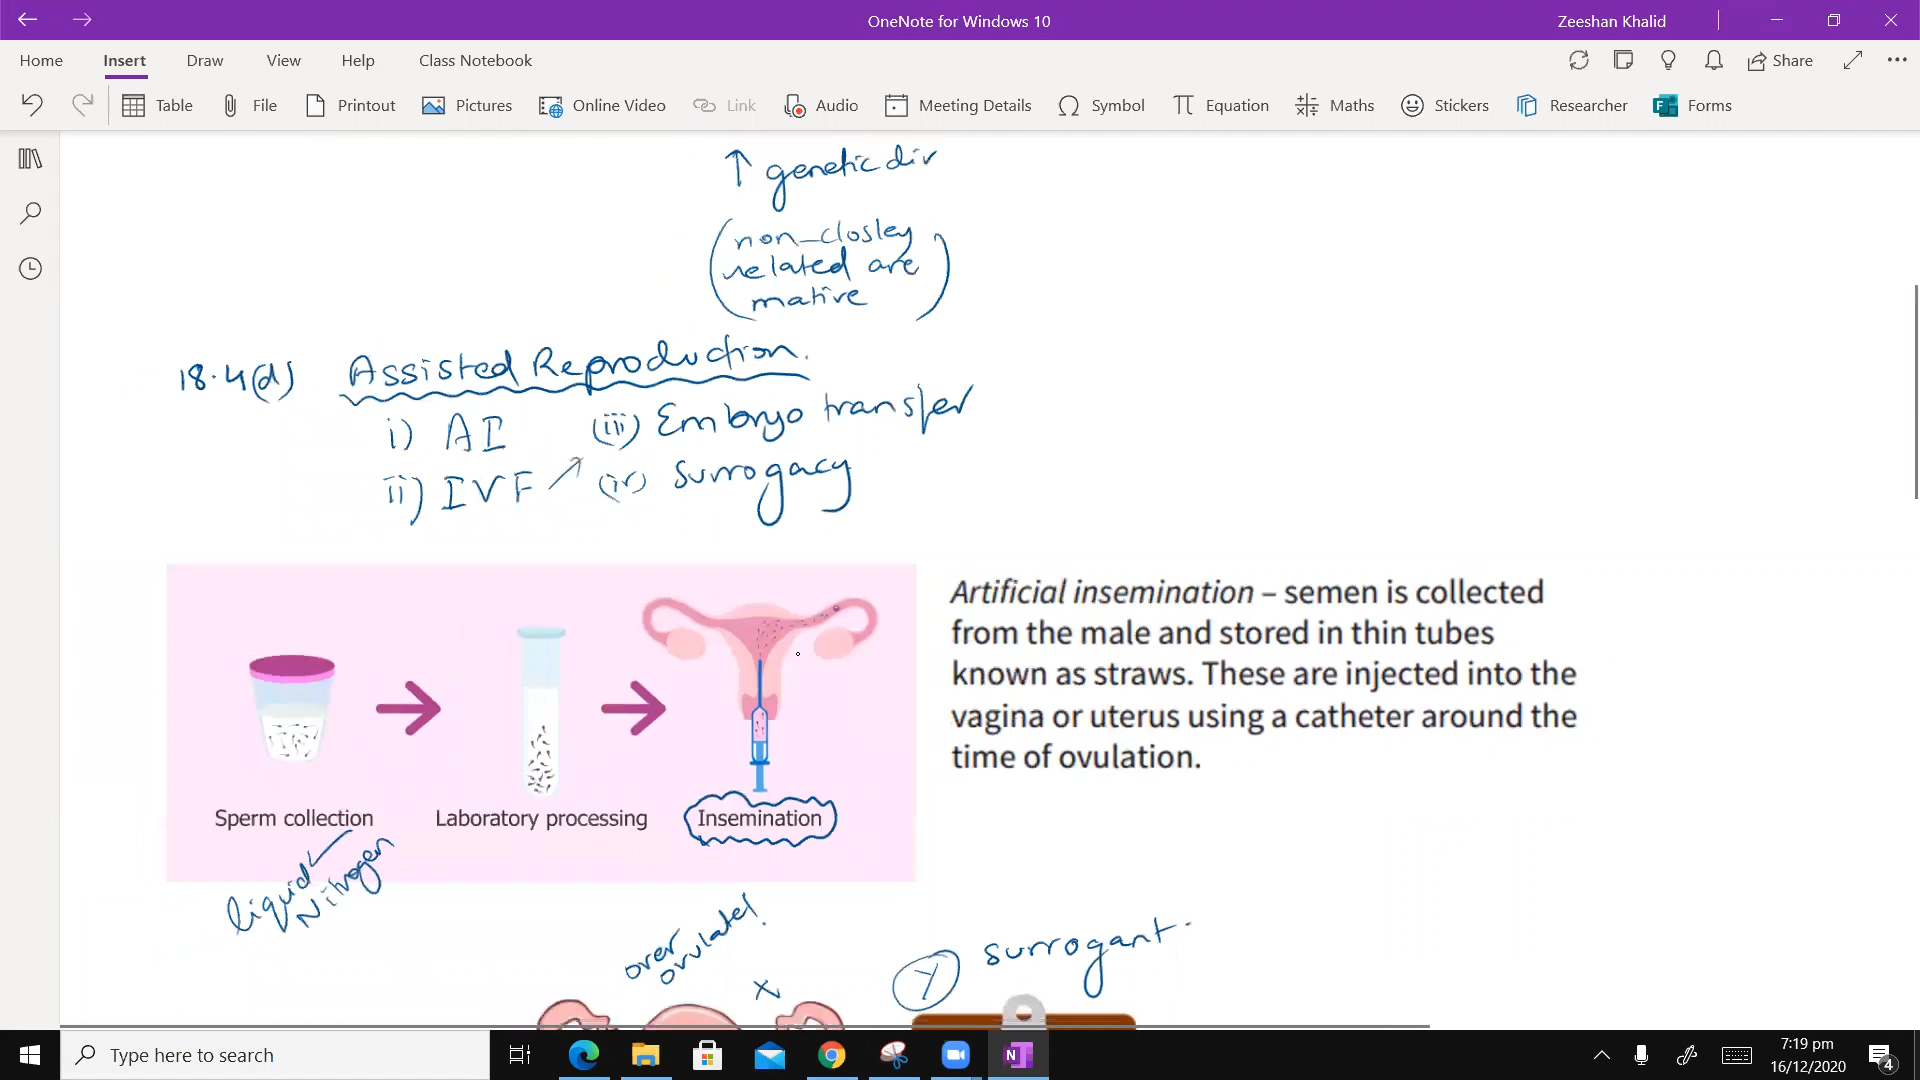 OneNote for Windows 10
Zeeshan Khalid
Home Insert Draw View Help Class Notebook
Share
Table File Printout Pictures Online Video Link Audio Meeting Details Symbol Equation Maths Stickers Researcher Forms
↑ genetic div
(non-closley
related are
mative)
18.4(d) Assisted Reproduction.
i) AI (iii) Embryo transfer
ii) IVF ↗ (iv) Surrogacy
Artificial insemination – semen is collected
from the male and stored in thin tubes
known as straws. These are injected into the
vagina or uterus using a catheter around the
time of ovulation.
Sperm collection Laboratory processing Insemination
liquid
Nitrogen
over
ovulate!
x
Y surrogant.
Type here to search
7:19 pm
16/12/2020
4